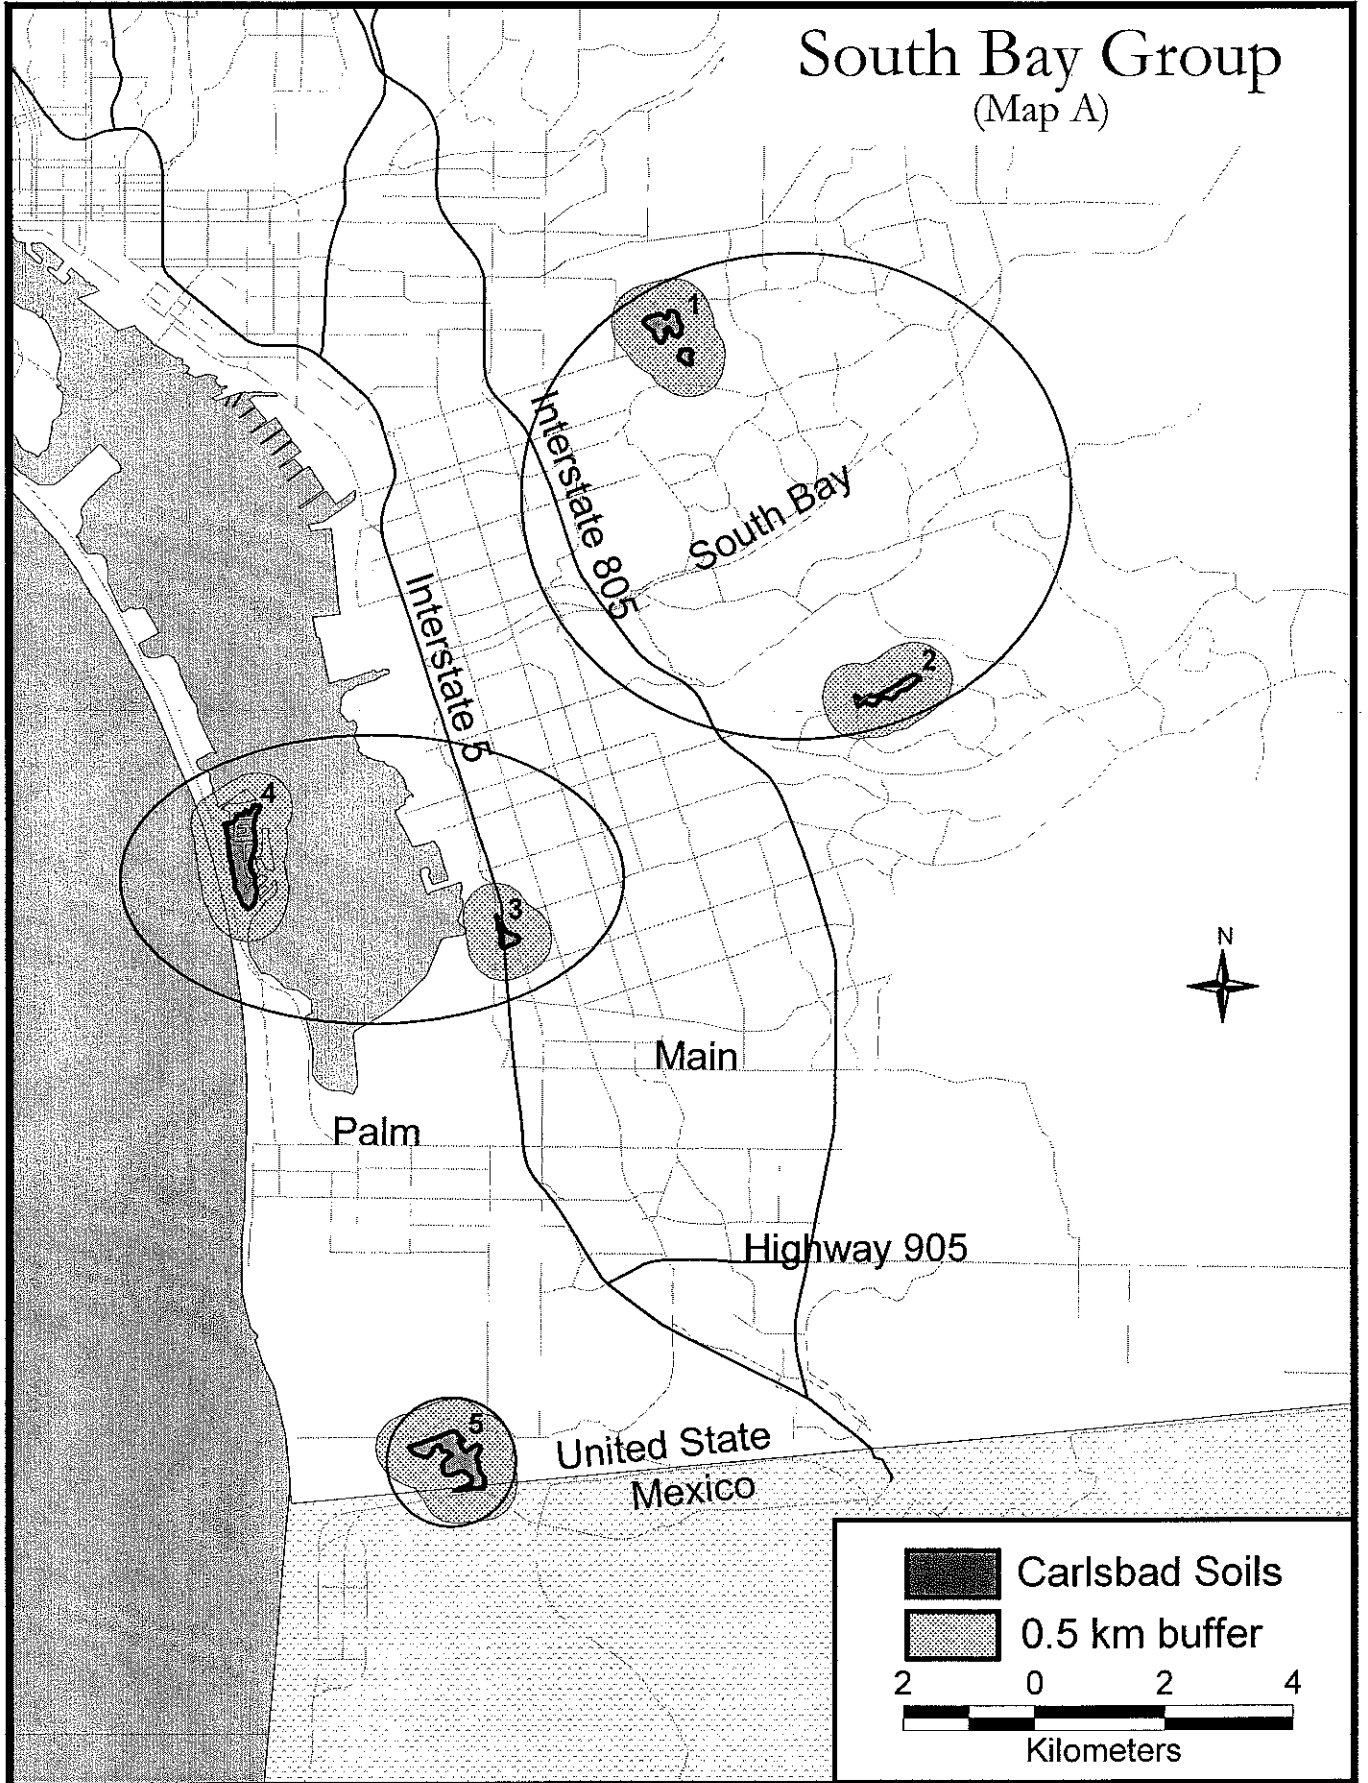 South Bay Group
(Map A)
1
Interstate 805
South Bay
Interstate 5
2
4
3
N
Main
Palm
Highway 905
5
United State
Mexico
Carlsbad Soils
0.5 km buffer
2 0 2 4
Kilometers